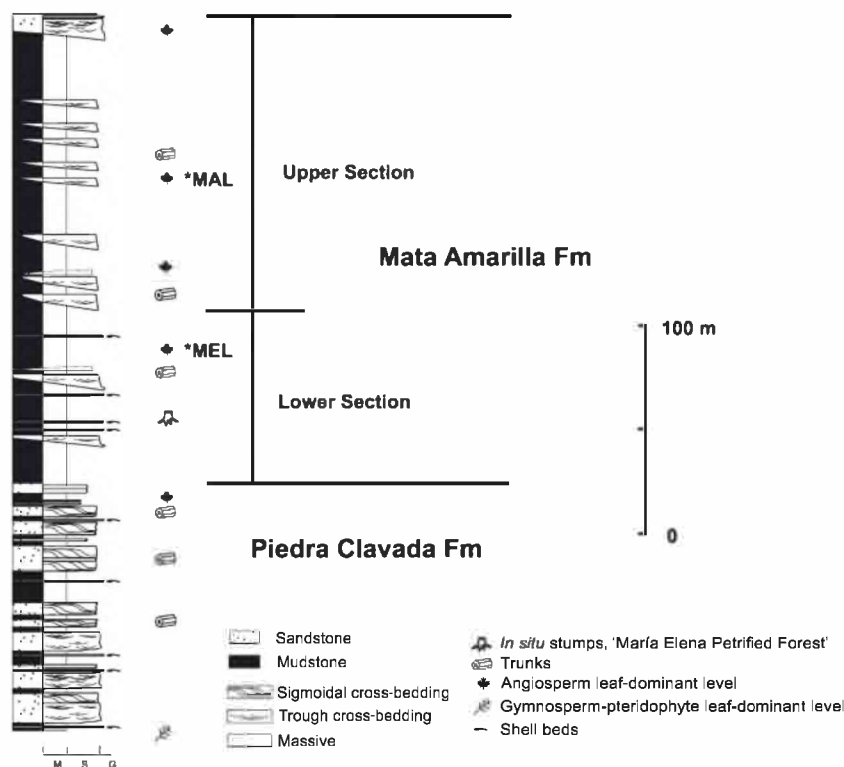 *MAL
Upper Section
Mata Amarilla Fm
100 m
*MEL
Lower Section
0
Piedra Clavada Fm
Sandstone
Mudstone
Sigmoidal cross-bedding
Trough cross-bedding
Massive
In situ stumps, ‘María Elena Petrified Forest’
Trunks
Angiosperm leaf-dominant level
Gymnosperm-pteridophyte leaf-dominant level
Shell beds
M S G